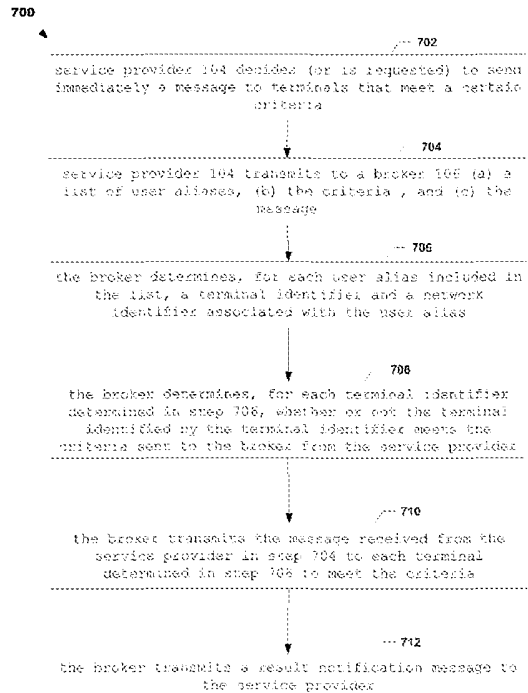 700
702
service provider 104 decides (or is requested) to send
immediately a message to terminals that meet a certain
criteria
704
service provider 104 transmits to a broker 106 (a) a
list of user aliases, (b) the criteria , and (c) the
message
706
the broker determines, for each user alias included in
the list, a terminal identifier and a network
identifier associated with the user alias
708
the broker determines, for each terminal identifier
determined in step 706, whether or not the terminal
identified by the terminal identifier meets the
criteria sent to the broker from the service provider
710
the broker transmits the message received from the
service provider in step 704 to each terminal
determined in step 708 to meet the criteria
712
the broker transmits a result notification message to
the service provider